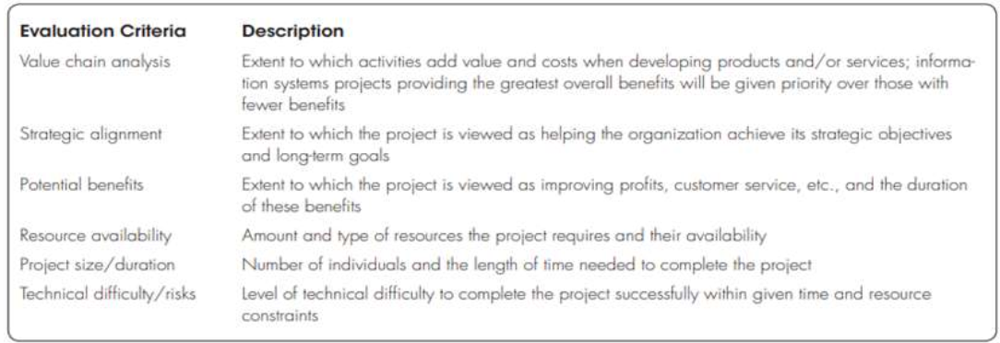 Evaluation Criteria Description
Value chain analysis Extent to which activities add value and costs when developing products and/or services; informa-
tion systems projects providing the greatest overall benefits will be given priority over those with
fewer benefits
Strategic alignment Extent to which the project is viewed as helping the organization achieve its strategic objectives
and long-term goals
Potential benefits Extent to which the project is viewed as improving profits, customer service, etc., and the duration
of these benefits
Resource availability Amount and type of resources the project requires and their availability
Project size/duration Number of individuals and the length of time needed to complete the project
Technical difficulty/risks Level of technical difficulty to complete the project successfully within given time and resource
constraints